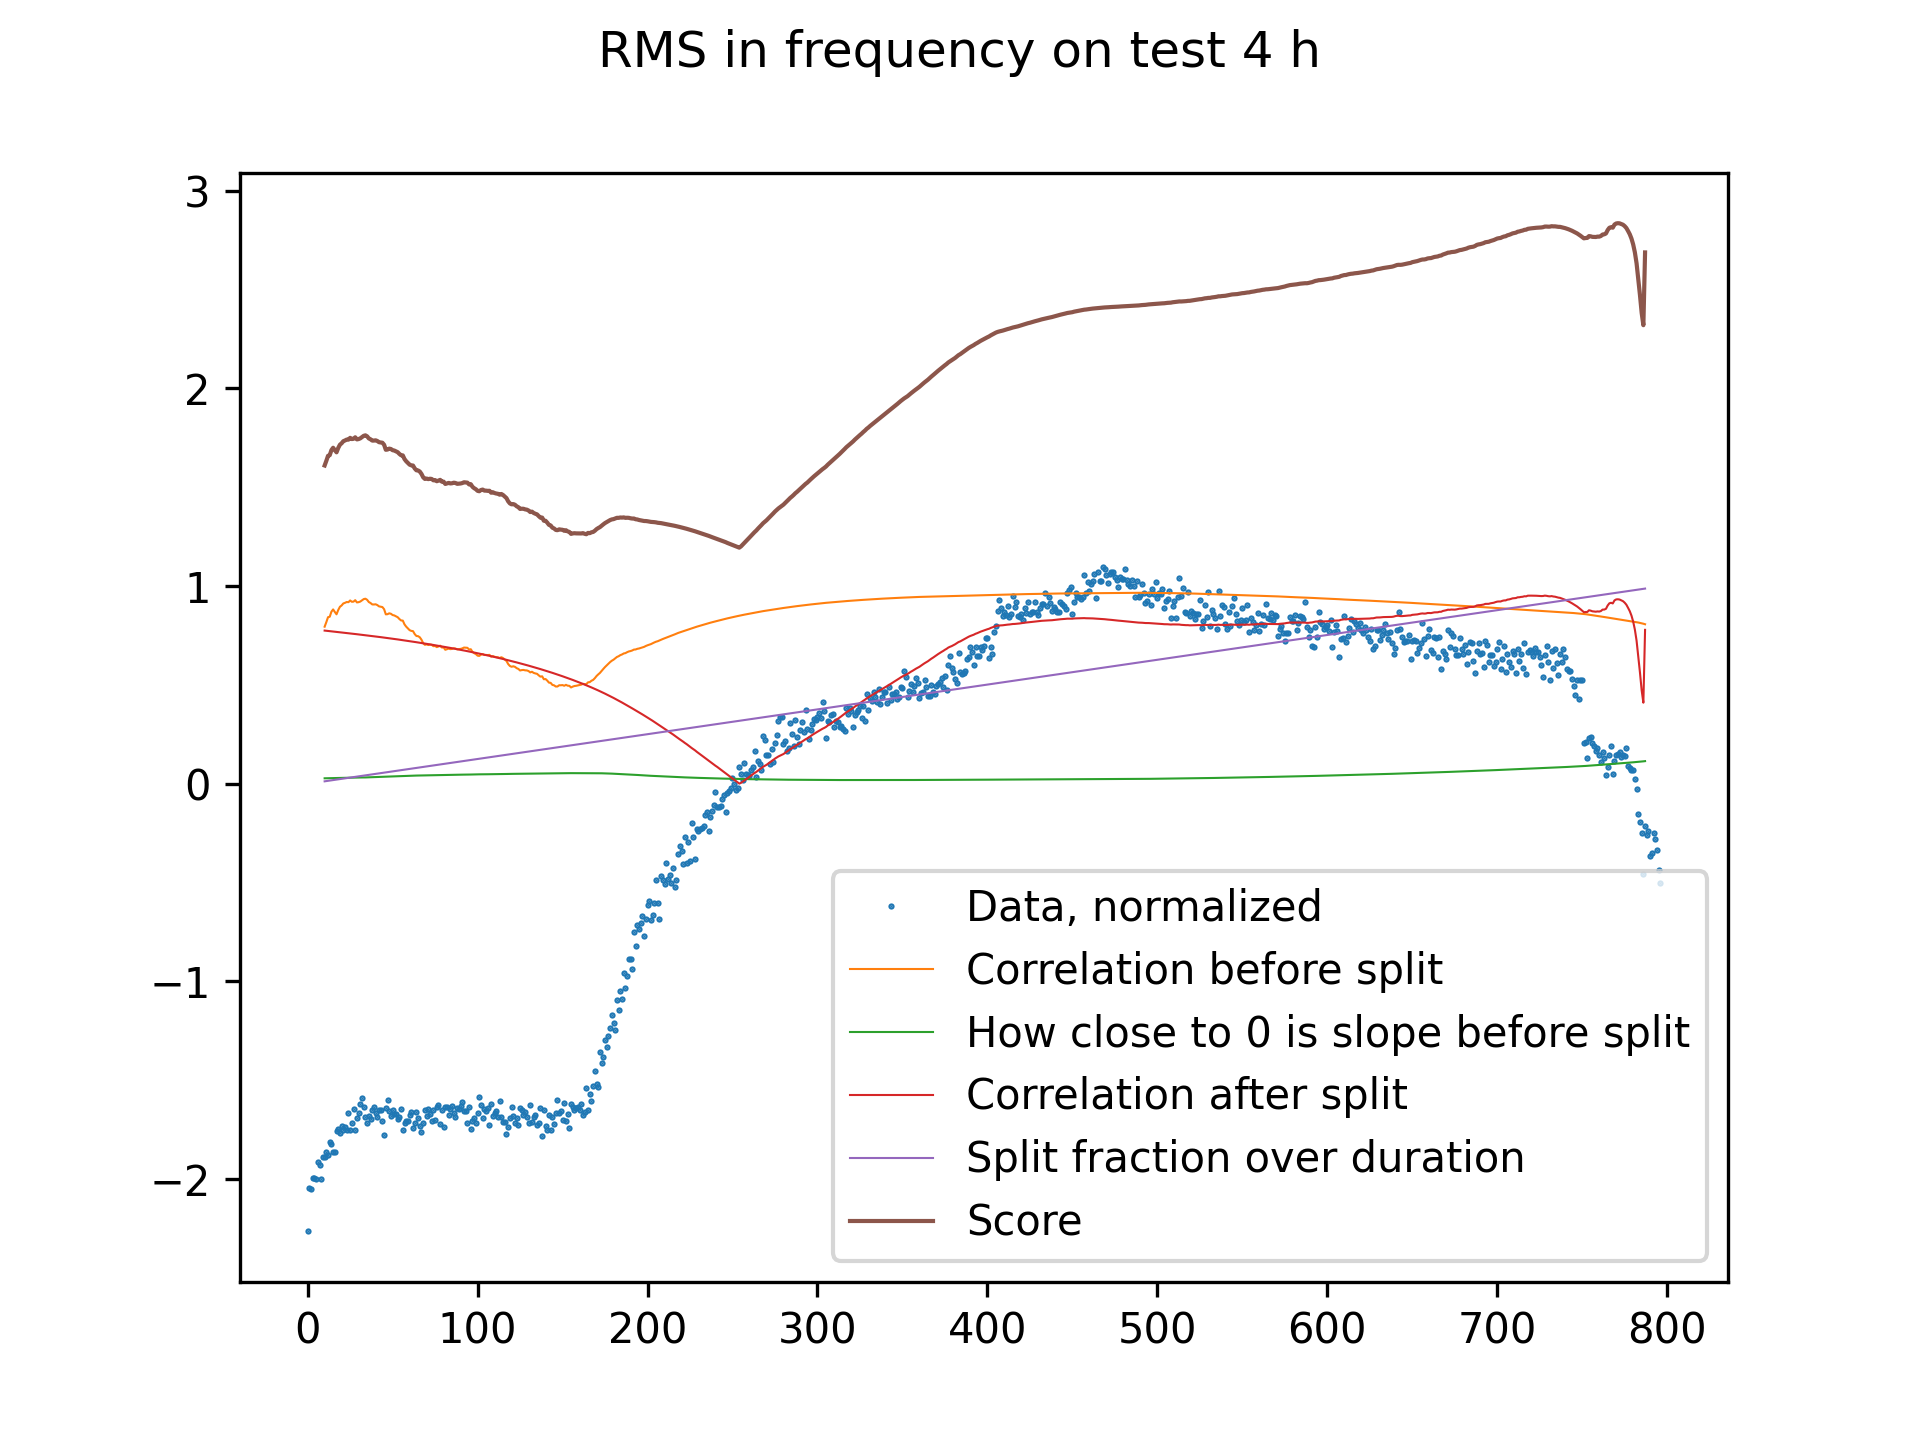 RMS in frequency on test 4 h
3
2
1
0
−1
−2
Data, normalized
Correlation before split
How close to 0 is slope before split
Correlation after split
Split fraction over duration
Score
0 100 200 300 400 500 600 700 800